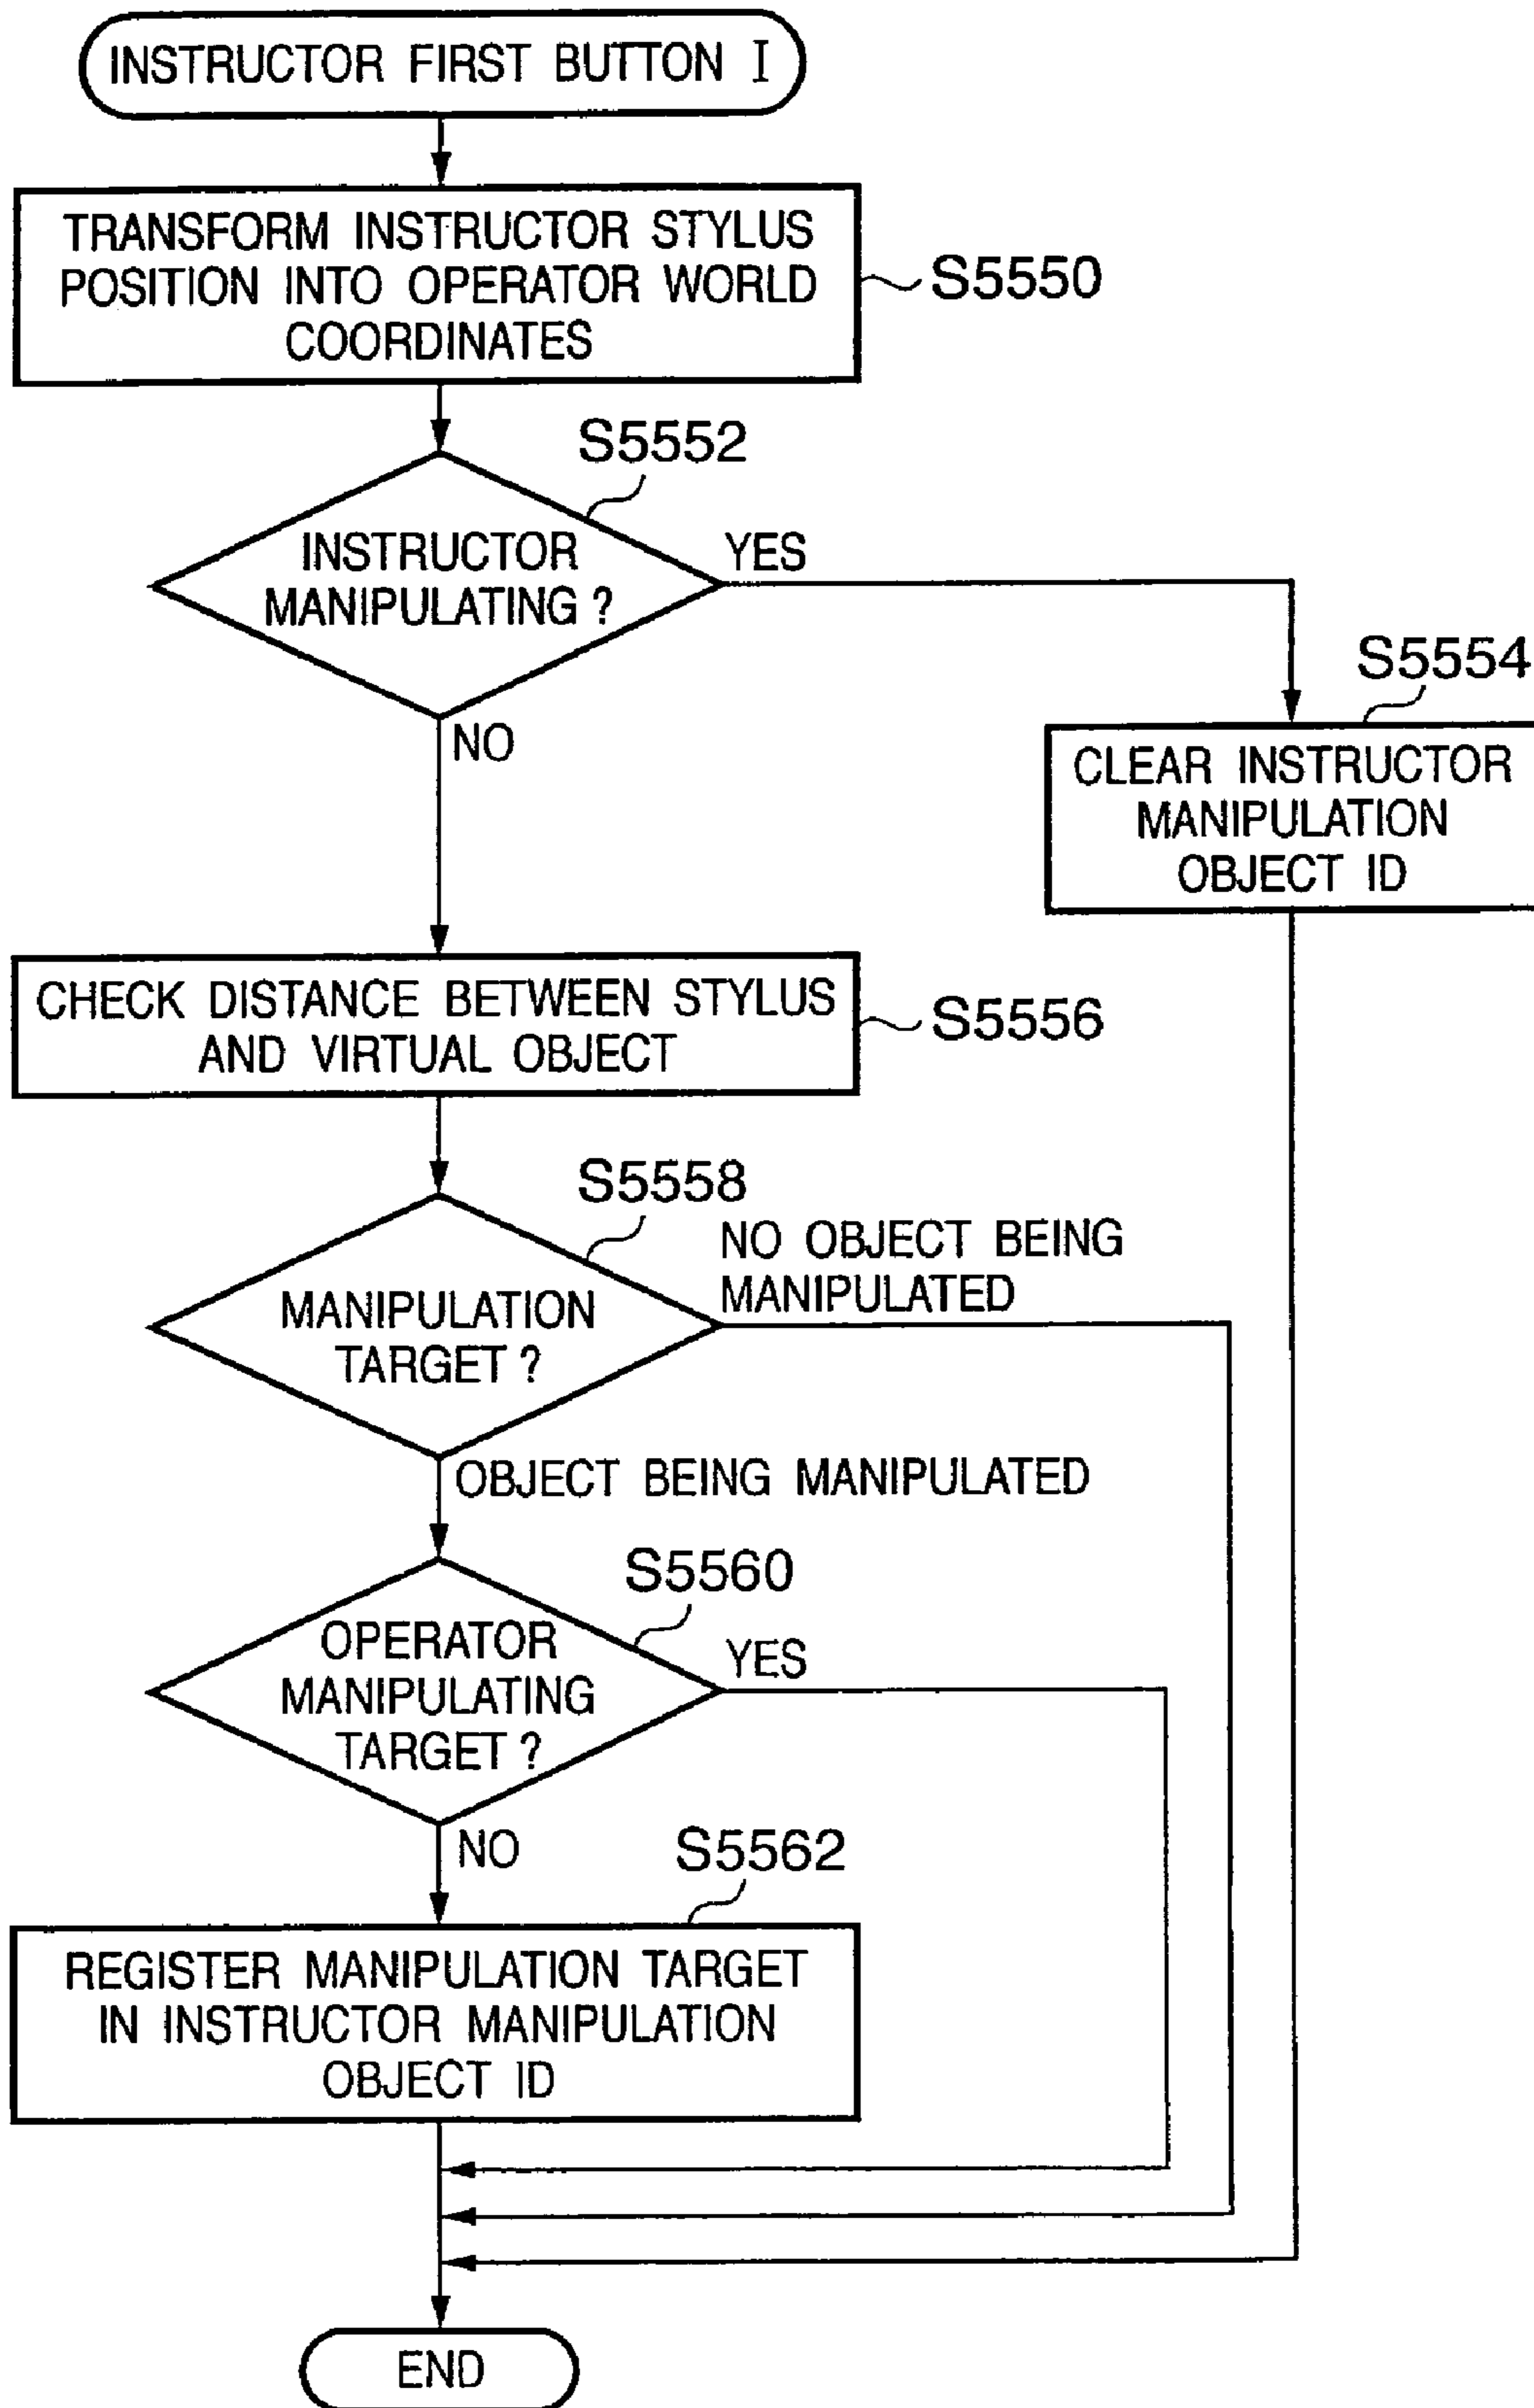 INSTRUCTOR FIRST BUTTON I
TRANSFORM INSTRUCTOR STYLUS
POSITION INTO OPERATOR WORLD
COORDINATES
S5550
S5552
INSTRUCTOR
MANIPULATING ?
YES
NO
S5554
CLEAR INSTRUCTOR
MANIPULATION
OBJECT ID
CHECK DISTANCE BETWEEN STYLUS
AND VIRTUAL OBJECT
S5556
S5558
MANIPULATION
TARGET ?
NO OBJECT BEING
MANIPULATED
OBJECT BEING MANIPULATED
S5560
OPERATOR
MANIPULATING
TARGET ?
YES
NO
S5562
REGISTER MANIPULATION TARGET
IN INSTRUCTOR MANIPULATION
OBJECT ID
END